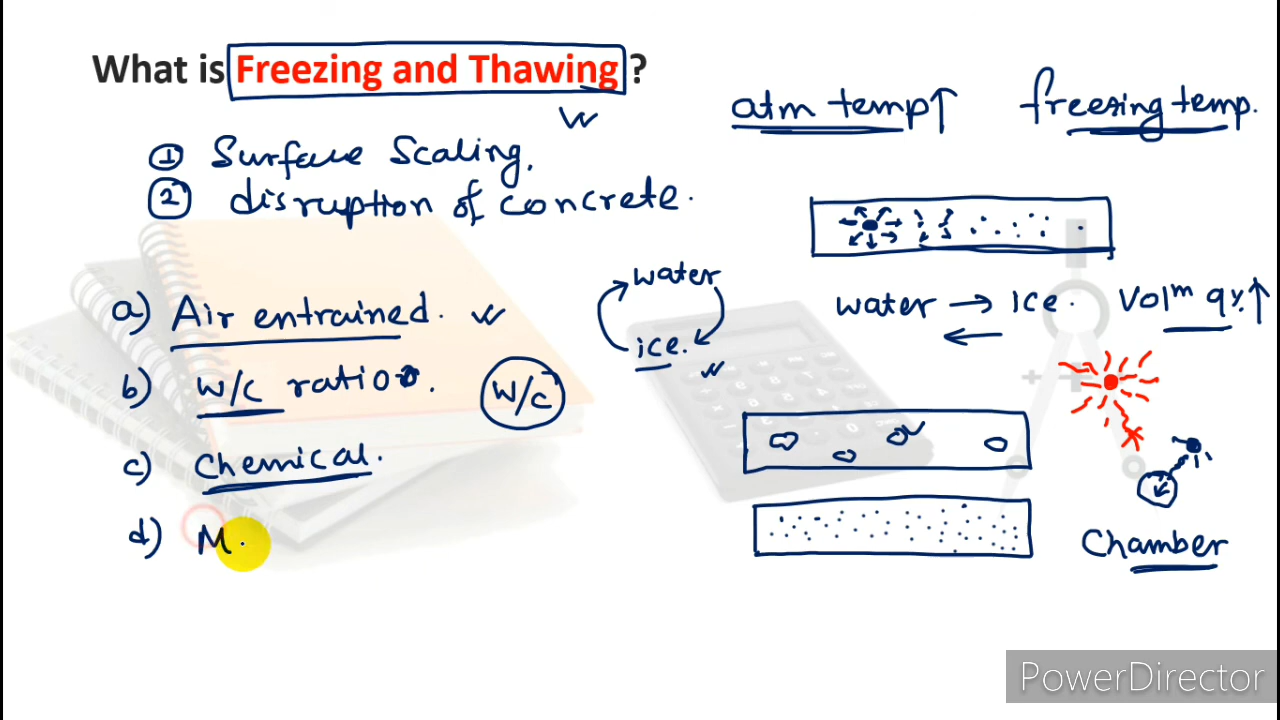 What is Freezing and Thawing ?
① Surface Scaling.
② disruption of concrete.
a) Air entrained.
b) W/C ratio.
W/C
c) Chemical.
d) M.
atm temp↑
freezing temp.
water
ice.
water → Ice. Volm 9%↑
←
Chamber
PowerDirector